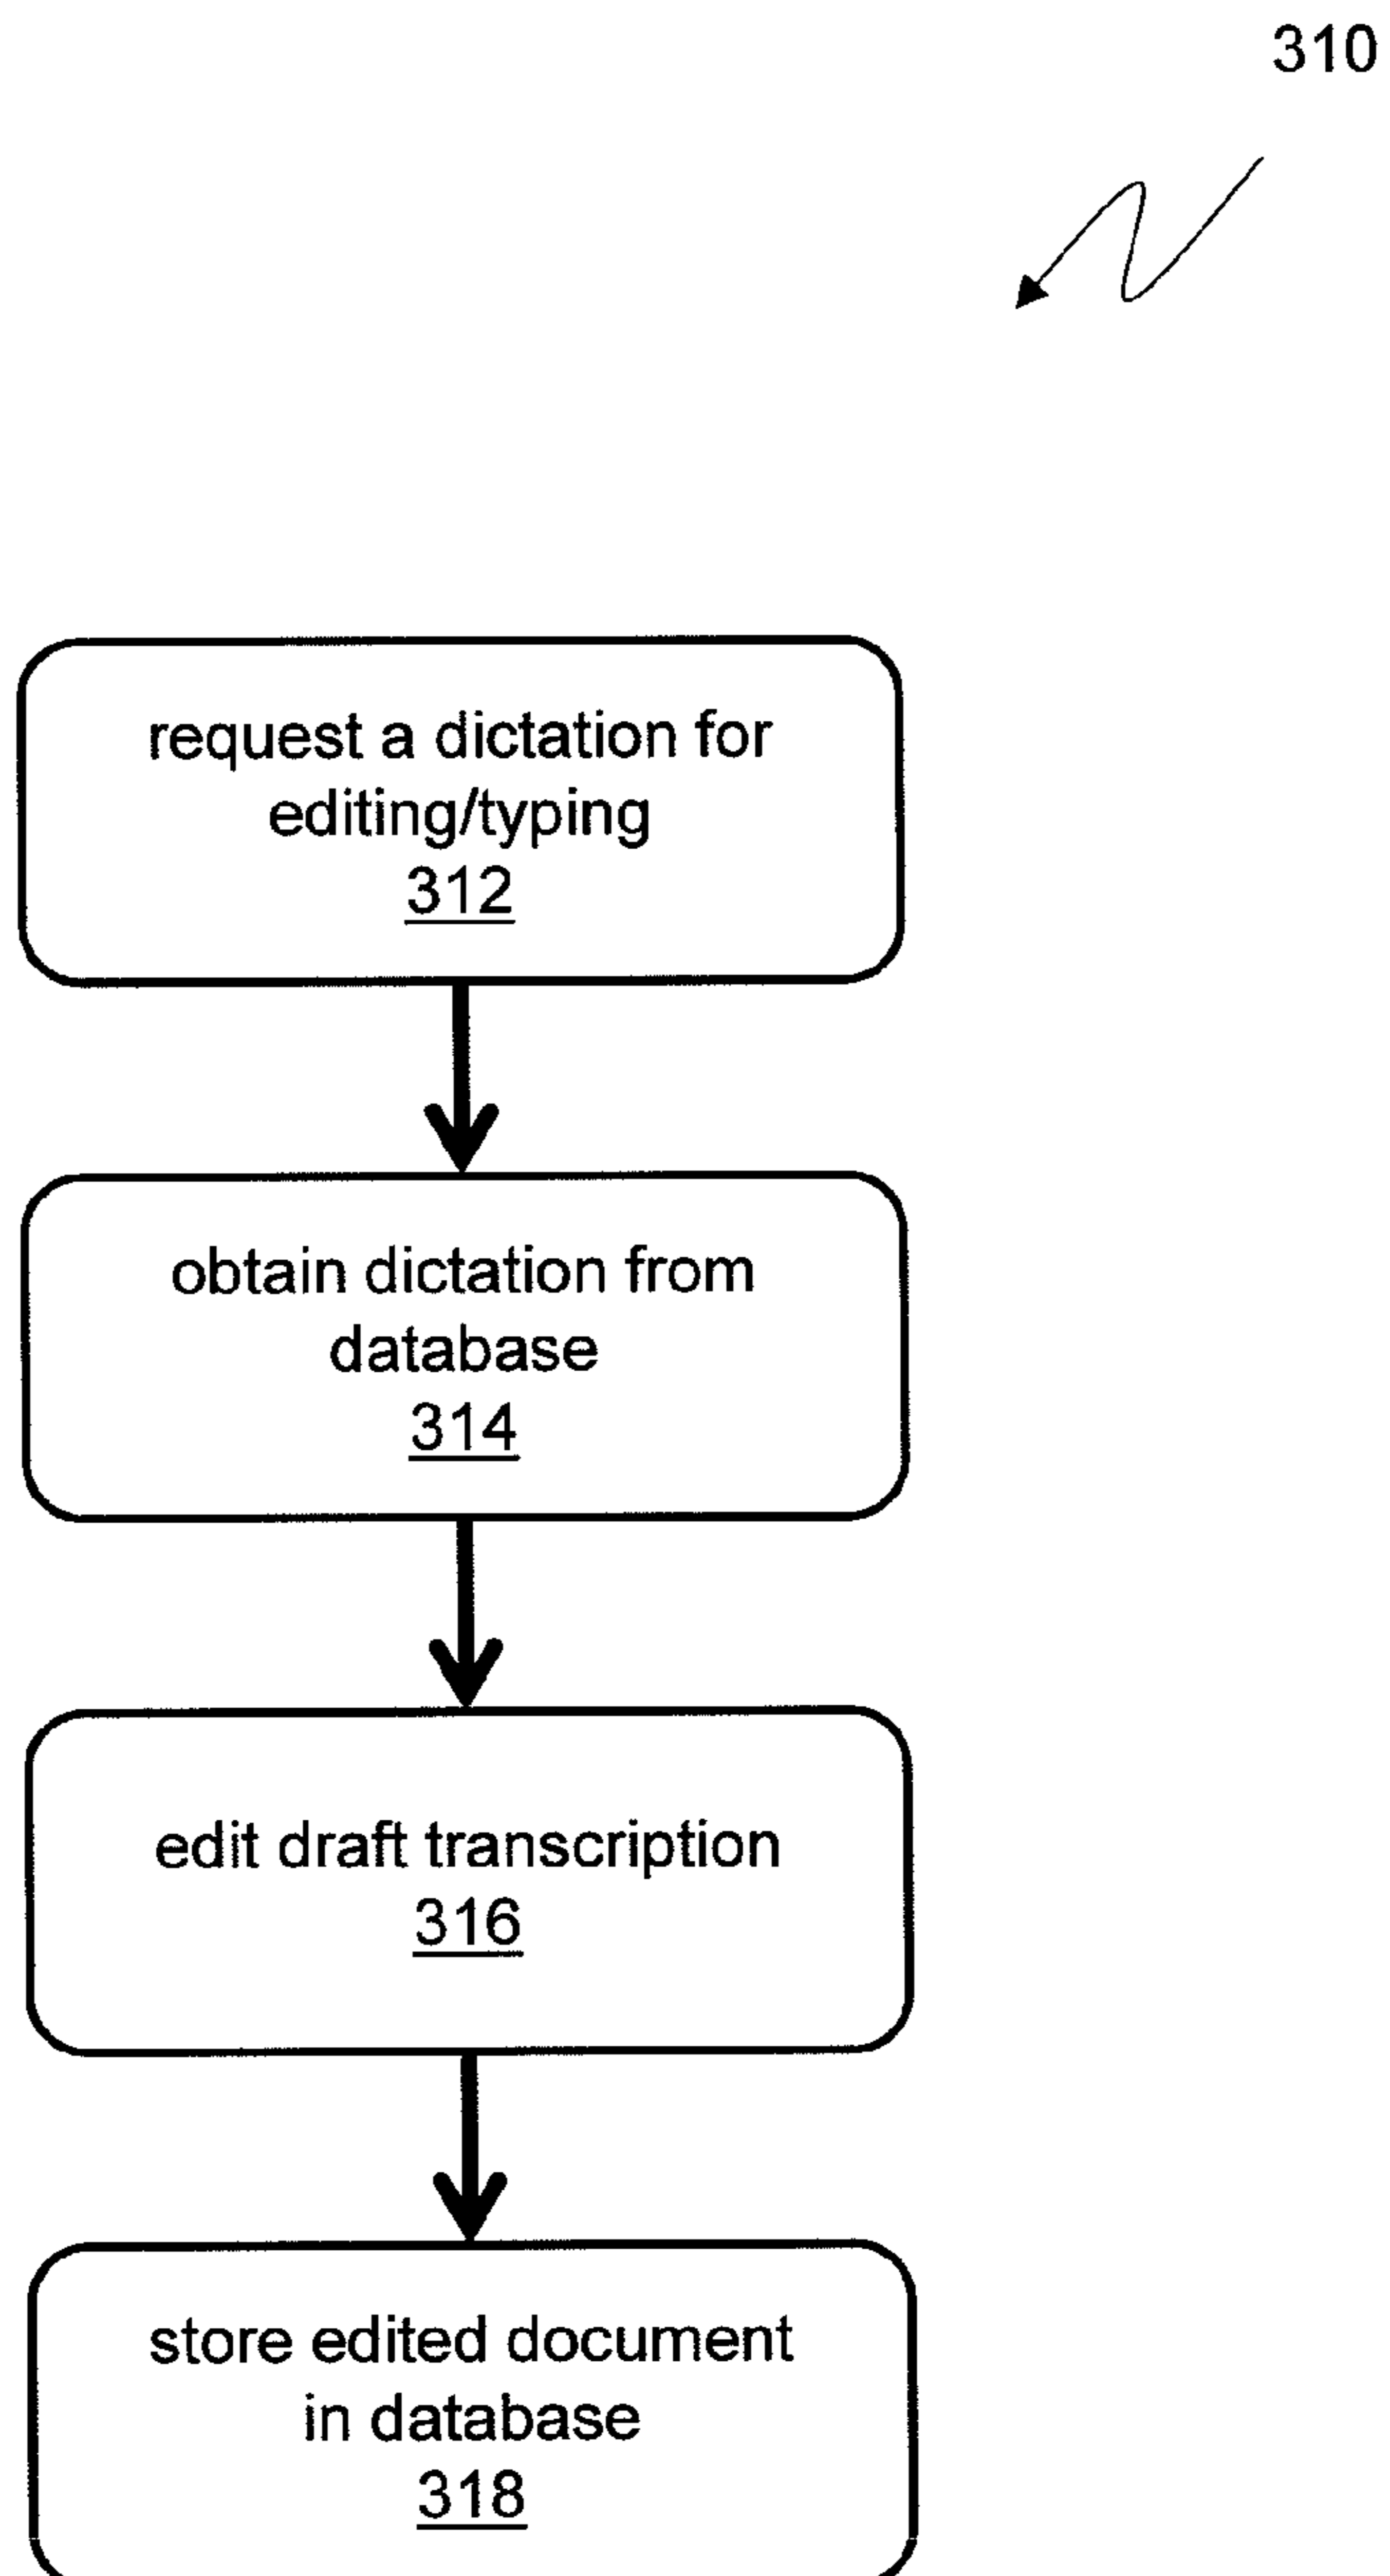 310
request a dictation for
editing/typing
312
obtain dictation from
database
314
edit draft transcription
316
store edited document
in database
318